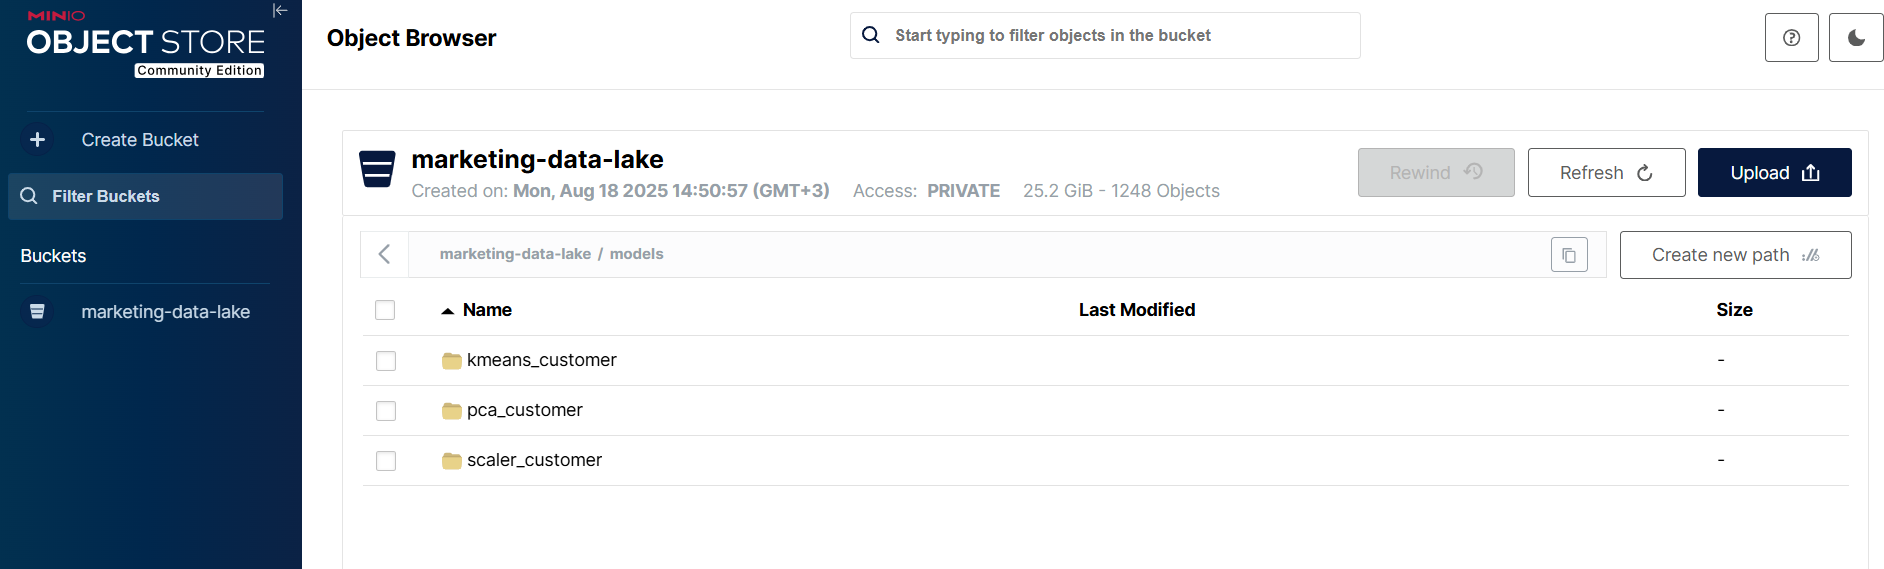 MINIO
OBJECT STORE
Community Edition
Create Bucket
Filter Buckets
Buckets
marketing-data-lake
Object Browser
Start typing to filter objects in the bucket
marketing-data-lake
Created on: Mon, Aug 18 2025 14:50:57 (GMT+3) Access: PRIVATE 25.2 GiB - 1248 Objects
Rewind
Refresh
Upload
marketing-data-lake / models
Create new path
Name Last Modified Size
kmeans_customer -
pca_customer -
scaler_customer -